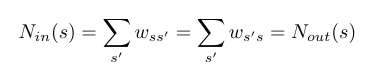 N_{in}(s) = \sum_{s'} w_{ss'} = \sum_{s'} w_{s's} = N_{out}(s)